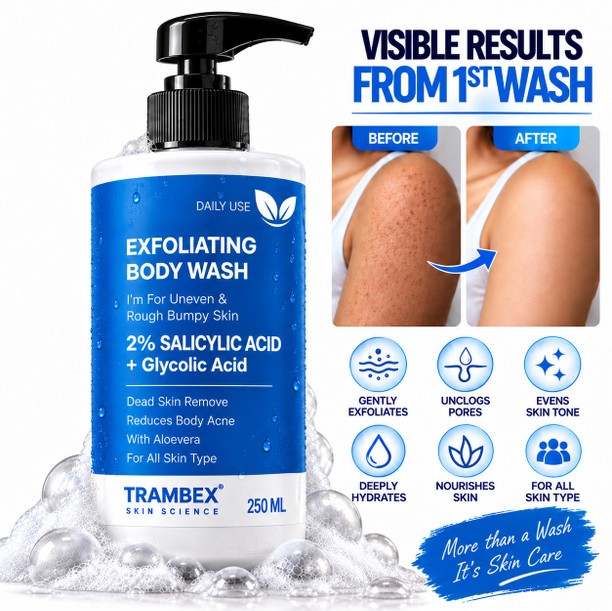 VISIBLE RESULTS
FROM 1ST WASH
BEFORE
AFTER
DAILY USE
EXFOLIATING
BODY WASH
I'm For Uneven &
Rough Bumpy Skin
2% SALICYLIC ACID
+ Glycolic Acid
Dead Skin Remove
Reduces Body Acne
With Aloevera
For All Skin Type
TRAMBEX®
SKIN SCIENCE
250 ML
GENTLY
EXFOLIATES
UNCLOGS
PORES
EVENS
SKIN TONE
DEEPLY
HYDRATES
NOURISHES
SKIN
FOR ALL
SKIN TYPE
More than a Wash
It's Skin Care